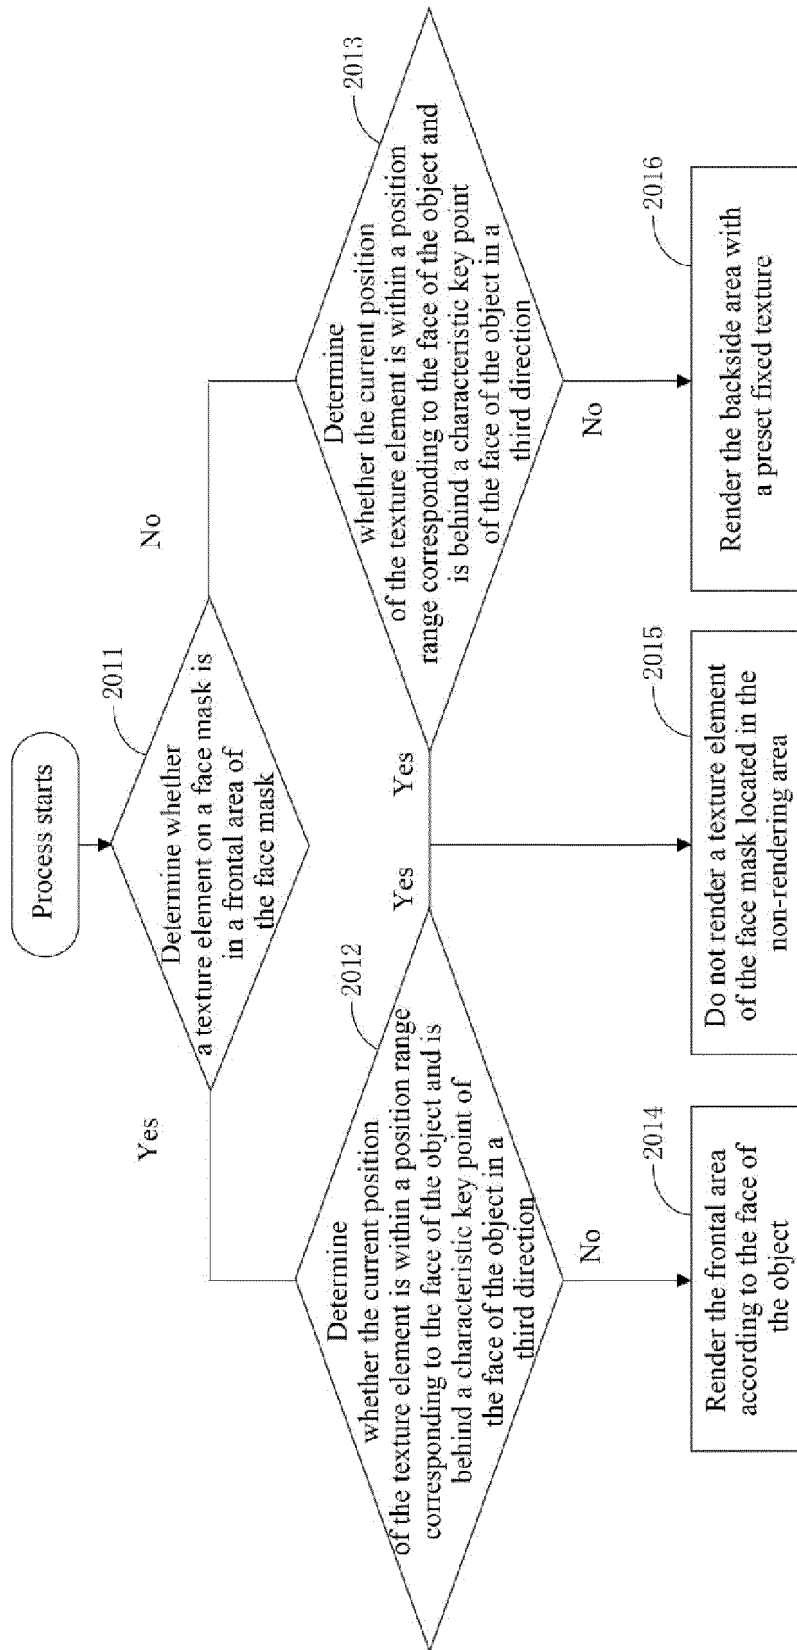 Process starts
2011
Determine whether
a texture element on a face mask is
in a frontal area of
the face mask
Yes
No
2012
Determine
whether the current position
of the texture element is within a position range
corresponding to the face of the object and is
behind a characteristic key point of
the face of the object in a
third direction
Yes
No
2013
Determine
whether the current position
of the texture element is within a position
range corresponding to the face of the object and
is behind a characteristic key point
of the face of the object in a
third direction
Yes
No
2014
Render the frontal area
according to the face of
the object
2015
Do not render a texture element
of the face mask located in the
non-rendering area
2016
Render the backside area with
a preset fixed texture